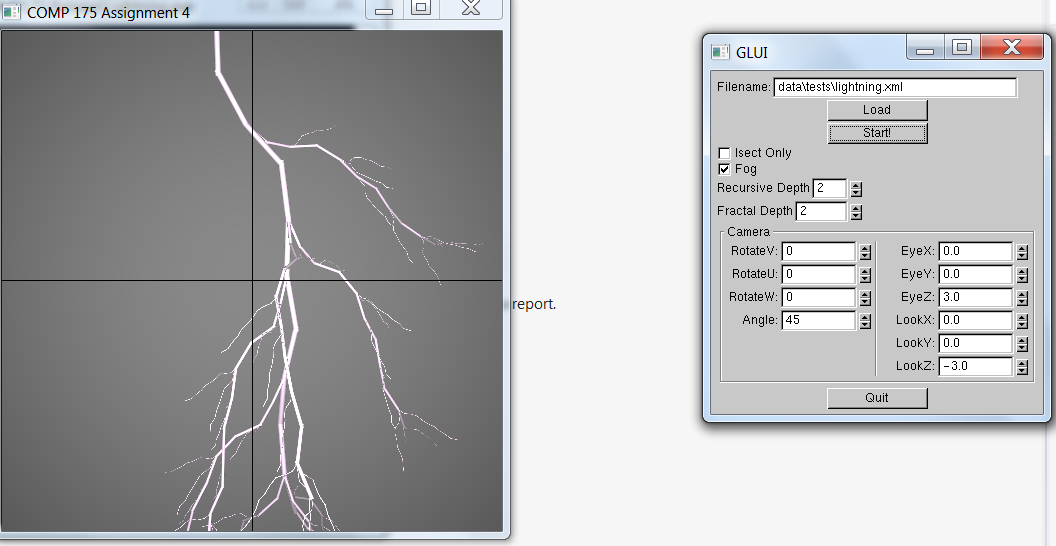 COMP 175 Assignment 4
report.
GLUI
Filename: data\tests\lightning.xml
Load
Start!
Isect Only
Fog
Recursive Depth 2
Fractal Depth 2
Camera
RotateV: 0 EyeX: 0.0
RotateU: 0 EyeY: 0.0
RotateW: 0 EyeZ: 3.0
Angle: 45 LookX: 0.0
LookY: 0.0
LookZ: -3.0
Quit